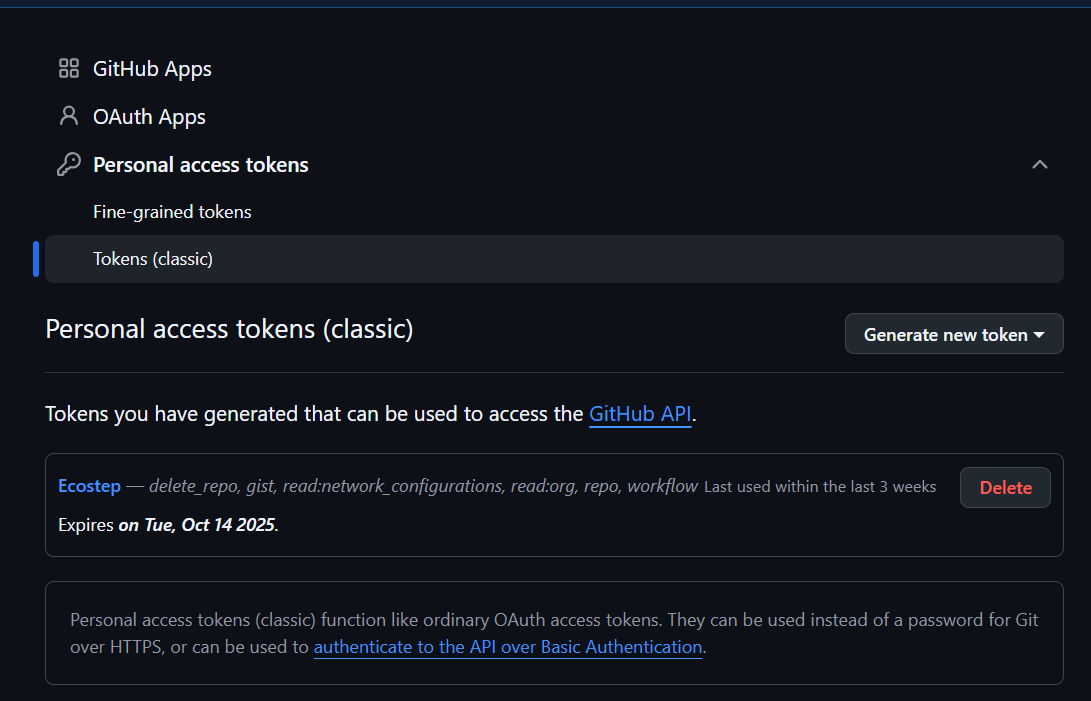 GitHub Apps
OAuth Apps
Personal access tokens
Fine-grained tokens
Tokens (classic)
Personal access tokens (classic)
Generate new token
Tokens you have generated that can be used to access the GitHub API.
Ecostep — delete_repo, gist, read:network_configurations, read:org, repo, workflow Last used within the last 3 weeks
Delete
Expires on Tue, Oct 14 2025.
Personal access tokens (classic) function like ordinary OAuth access tokens. They can be used instead of a password for Git
over HTTPS, or can be used to authenticate to the API over Basic Authentication.